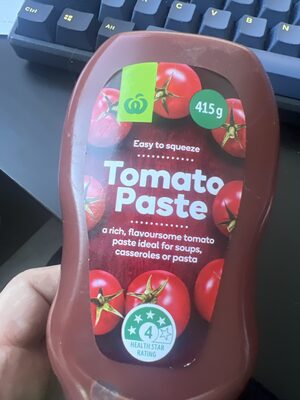 Ctrl
Alt
415g
Easy to squeeze
Tomato
Paste
a rich, flavoursome tomato
paste ideal for soups,
casseroles or pasta
4
HEALTH STAR
RATING